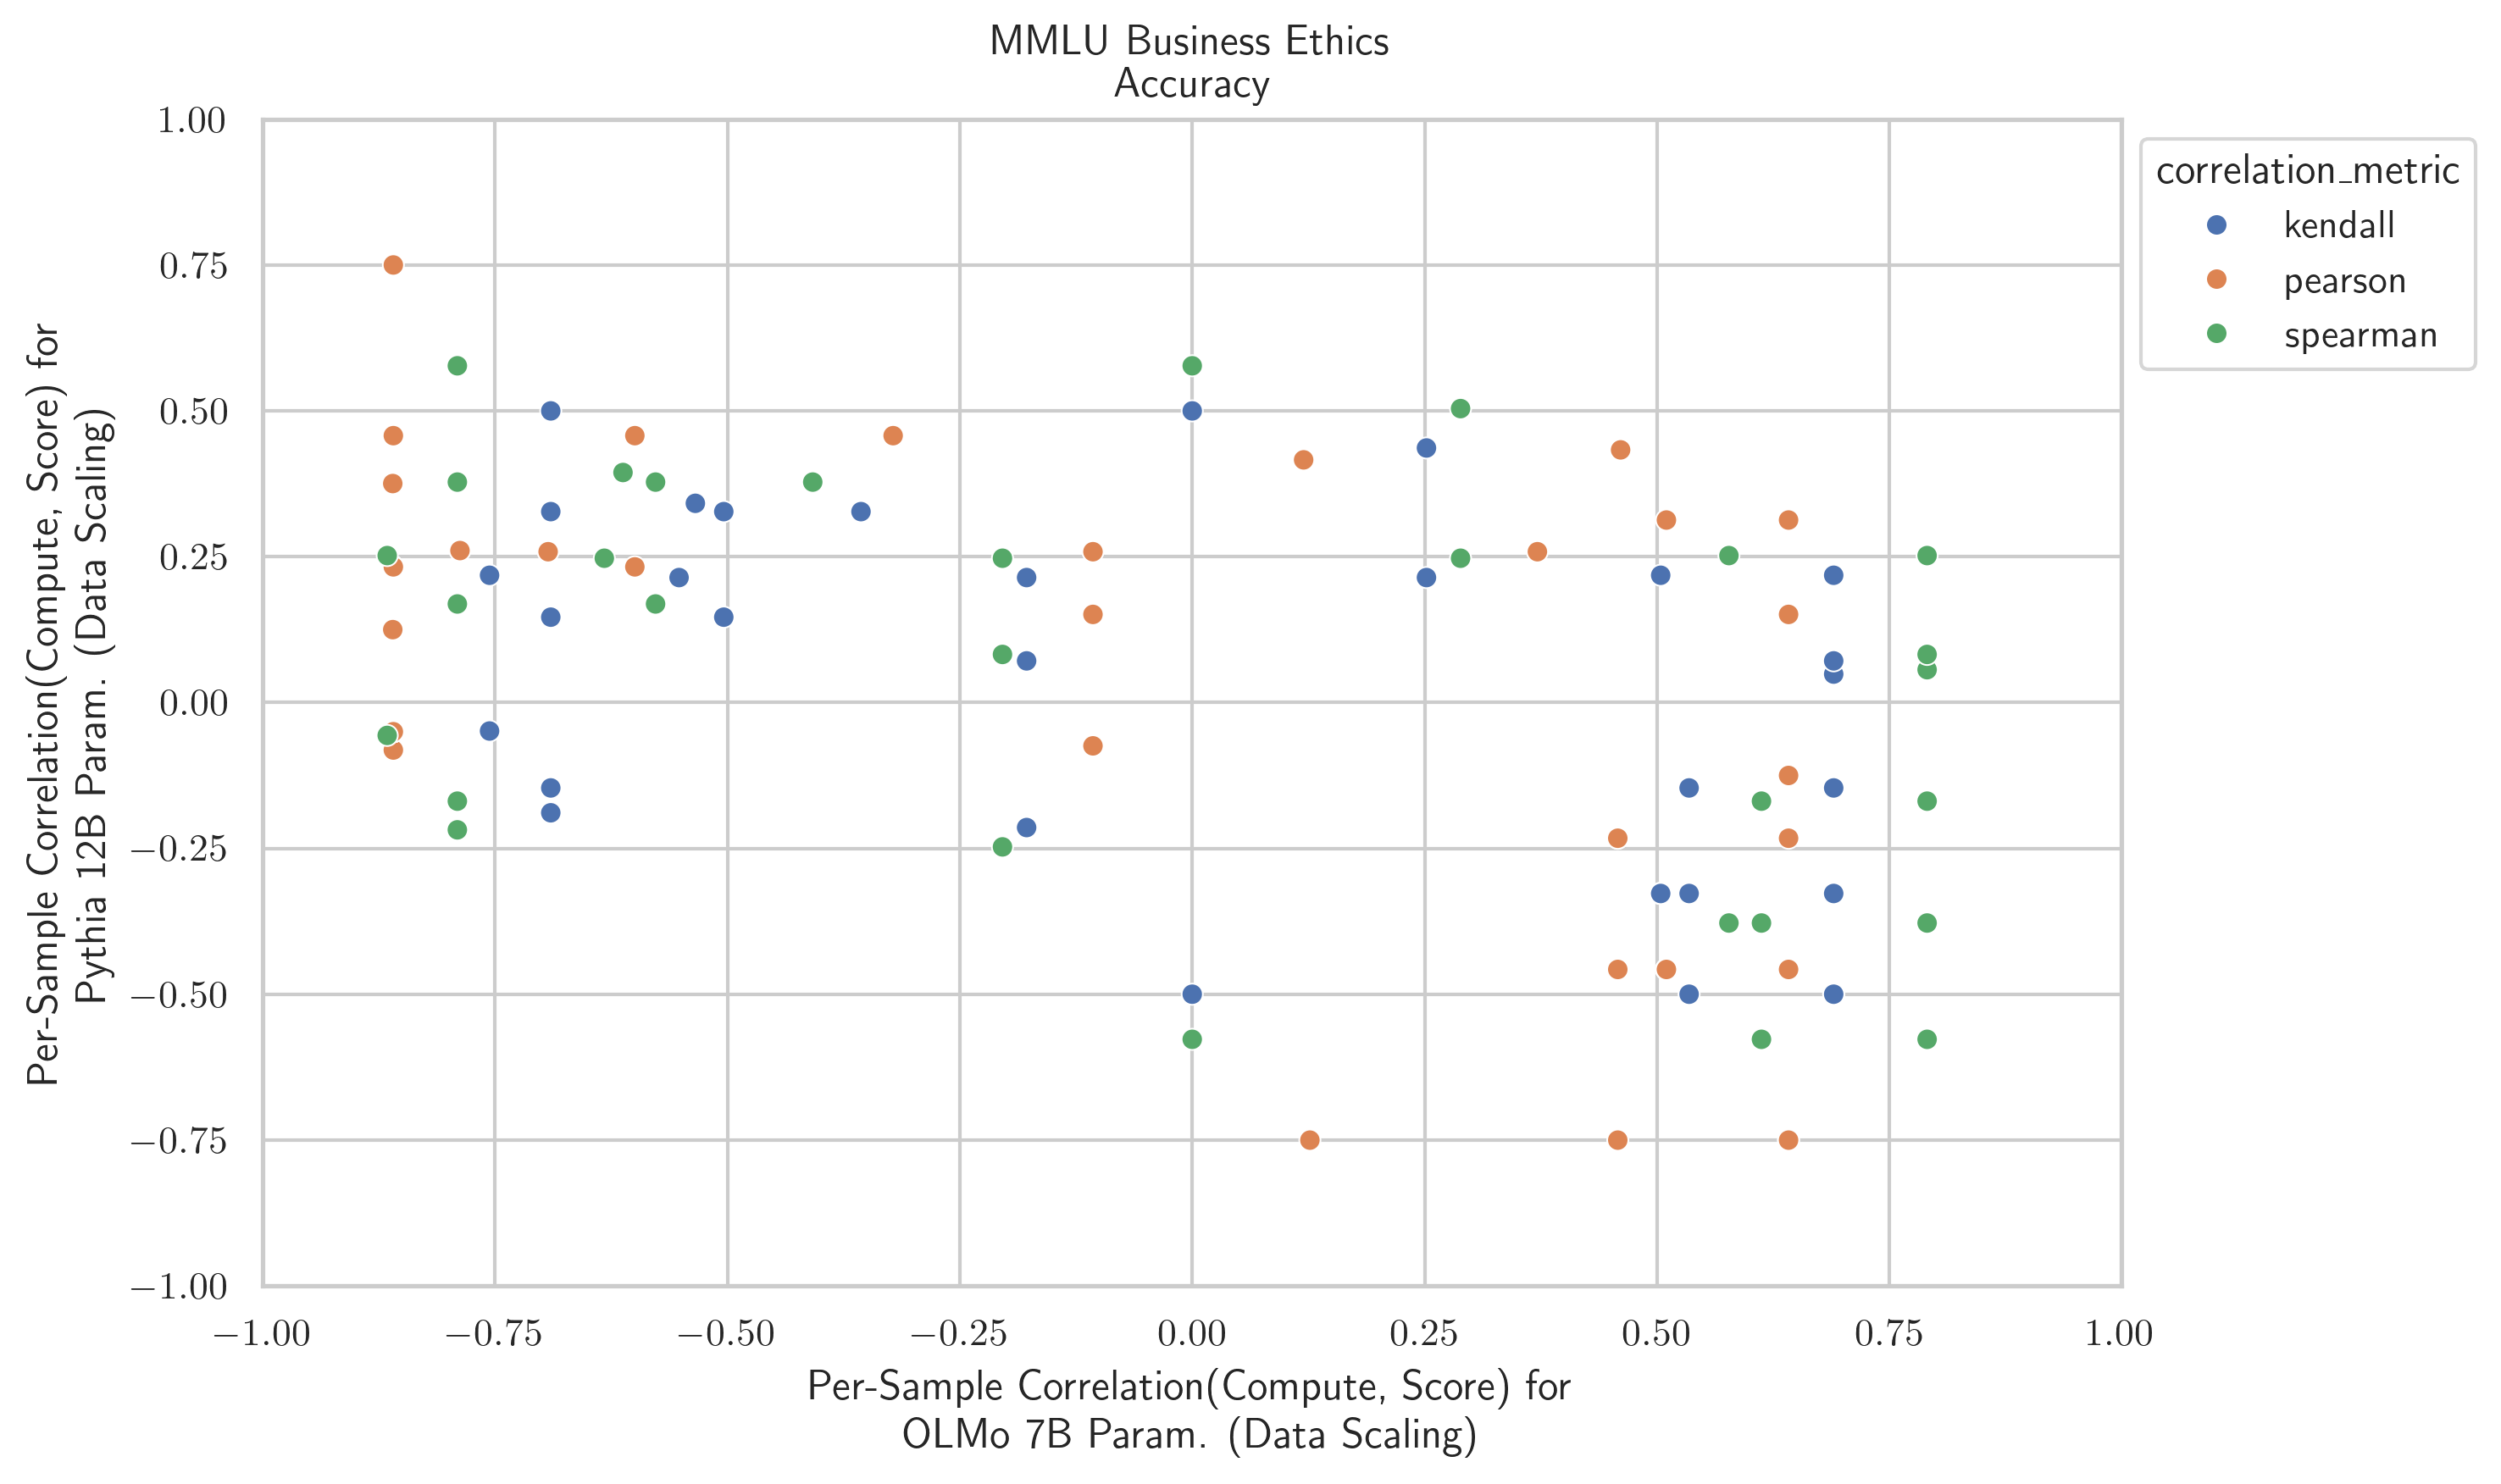 MMLU Business Ethics
Accuracy
1.00
0.75
0.50
0.25
0.00
−0.25
−0.50
−0.75
−1.00
Per-Sample Correlation(Compute, Score) for
Pythia 12B Param. (Data Scaling)
correlation_metric
kendall
pearson
spearman
−1.00 −0.75 −0.50 −0.25 0.00 0.25 0.50 0.75 1.00
Per-Sample Correlation(Compute, Score) for
OLMo 7B Param. (Data Scaling)